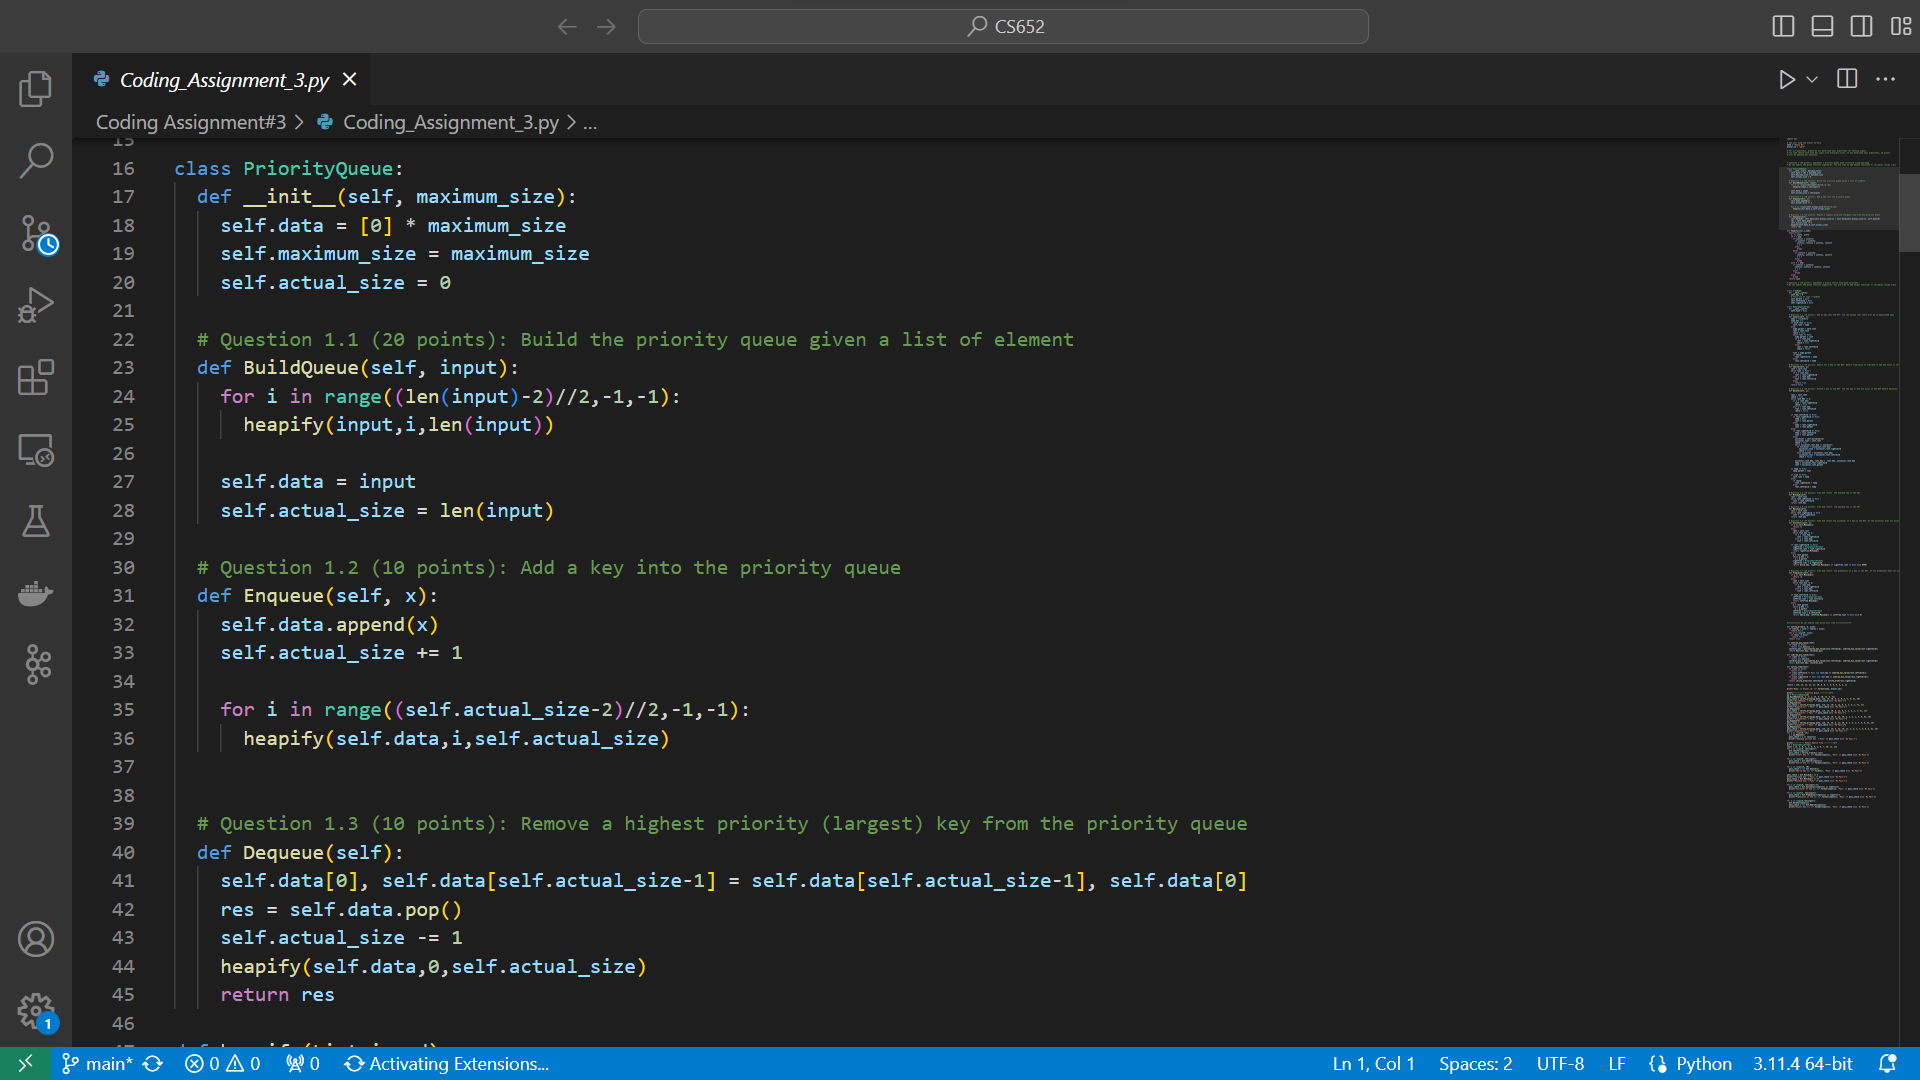 CS652
Coding_Assignment_3.py
Coding Assignment#3 > Coding_Assignment_3.py > ...
15
16 class PriorityQueue:
17 def __init__(self, maximum_size):
18 self.data = [0] * maximum_size
19 self.maximum_size = maximum_size
20 self.actual_size = 0
21
22 # Question 1.1 (20 points): Build the priority queue given a list of element
23 def BuildQueue(self, input):
24 for i in range((len(input)-2)//2,-1,-1):
25 heapify(input,i,len(input))
26
27 self.data = input
28 self.actual_size = len(input)
29
30 # Question 1.2 (10 points): Add a key into the priority queue
31 def Enqueue(self, x):
32 self.data.append(x)
33 self.actual_size += 1
34
35 for i in range((self.actual_size-2)//2,-1,-1):
36 heapify(self.data,i,self.actual_size)
37
38
39 # Question 1.3 (10 points): Remove a highest priority (largest) key from the priority queue
40 def Dequeue(self):
41 self.data[0], self.data[self.actual_size-1] = self.data[self.actual_size-1], self.data[0]
42 res = self.data.pop()
43 self.actual_size -= 1
44 heapify(self.data,0,self.actual_size)
45 return res
46
1
main* 0 0 0 Activating Extensions... Ln 1, Col 1 Spaces: 2 UTF-8 LF Python 3.11.4 64-bit